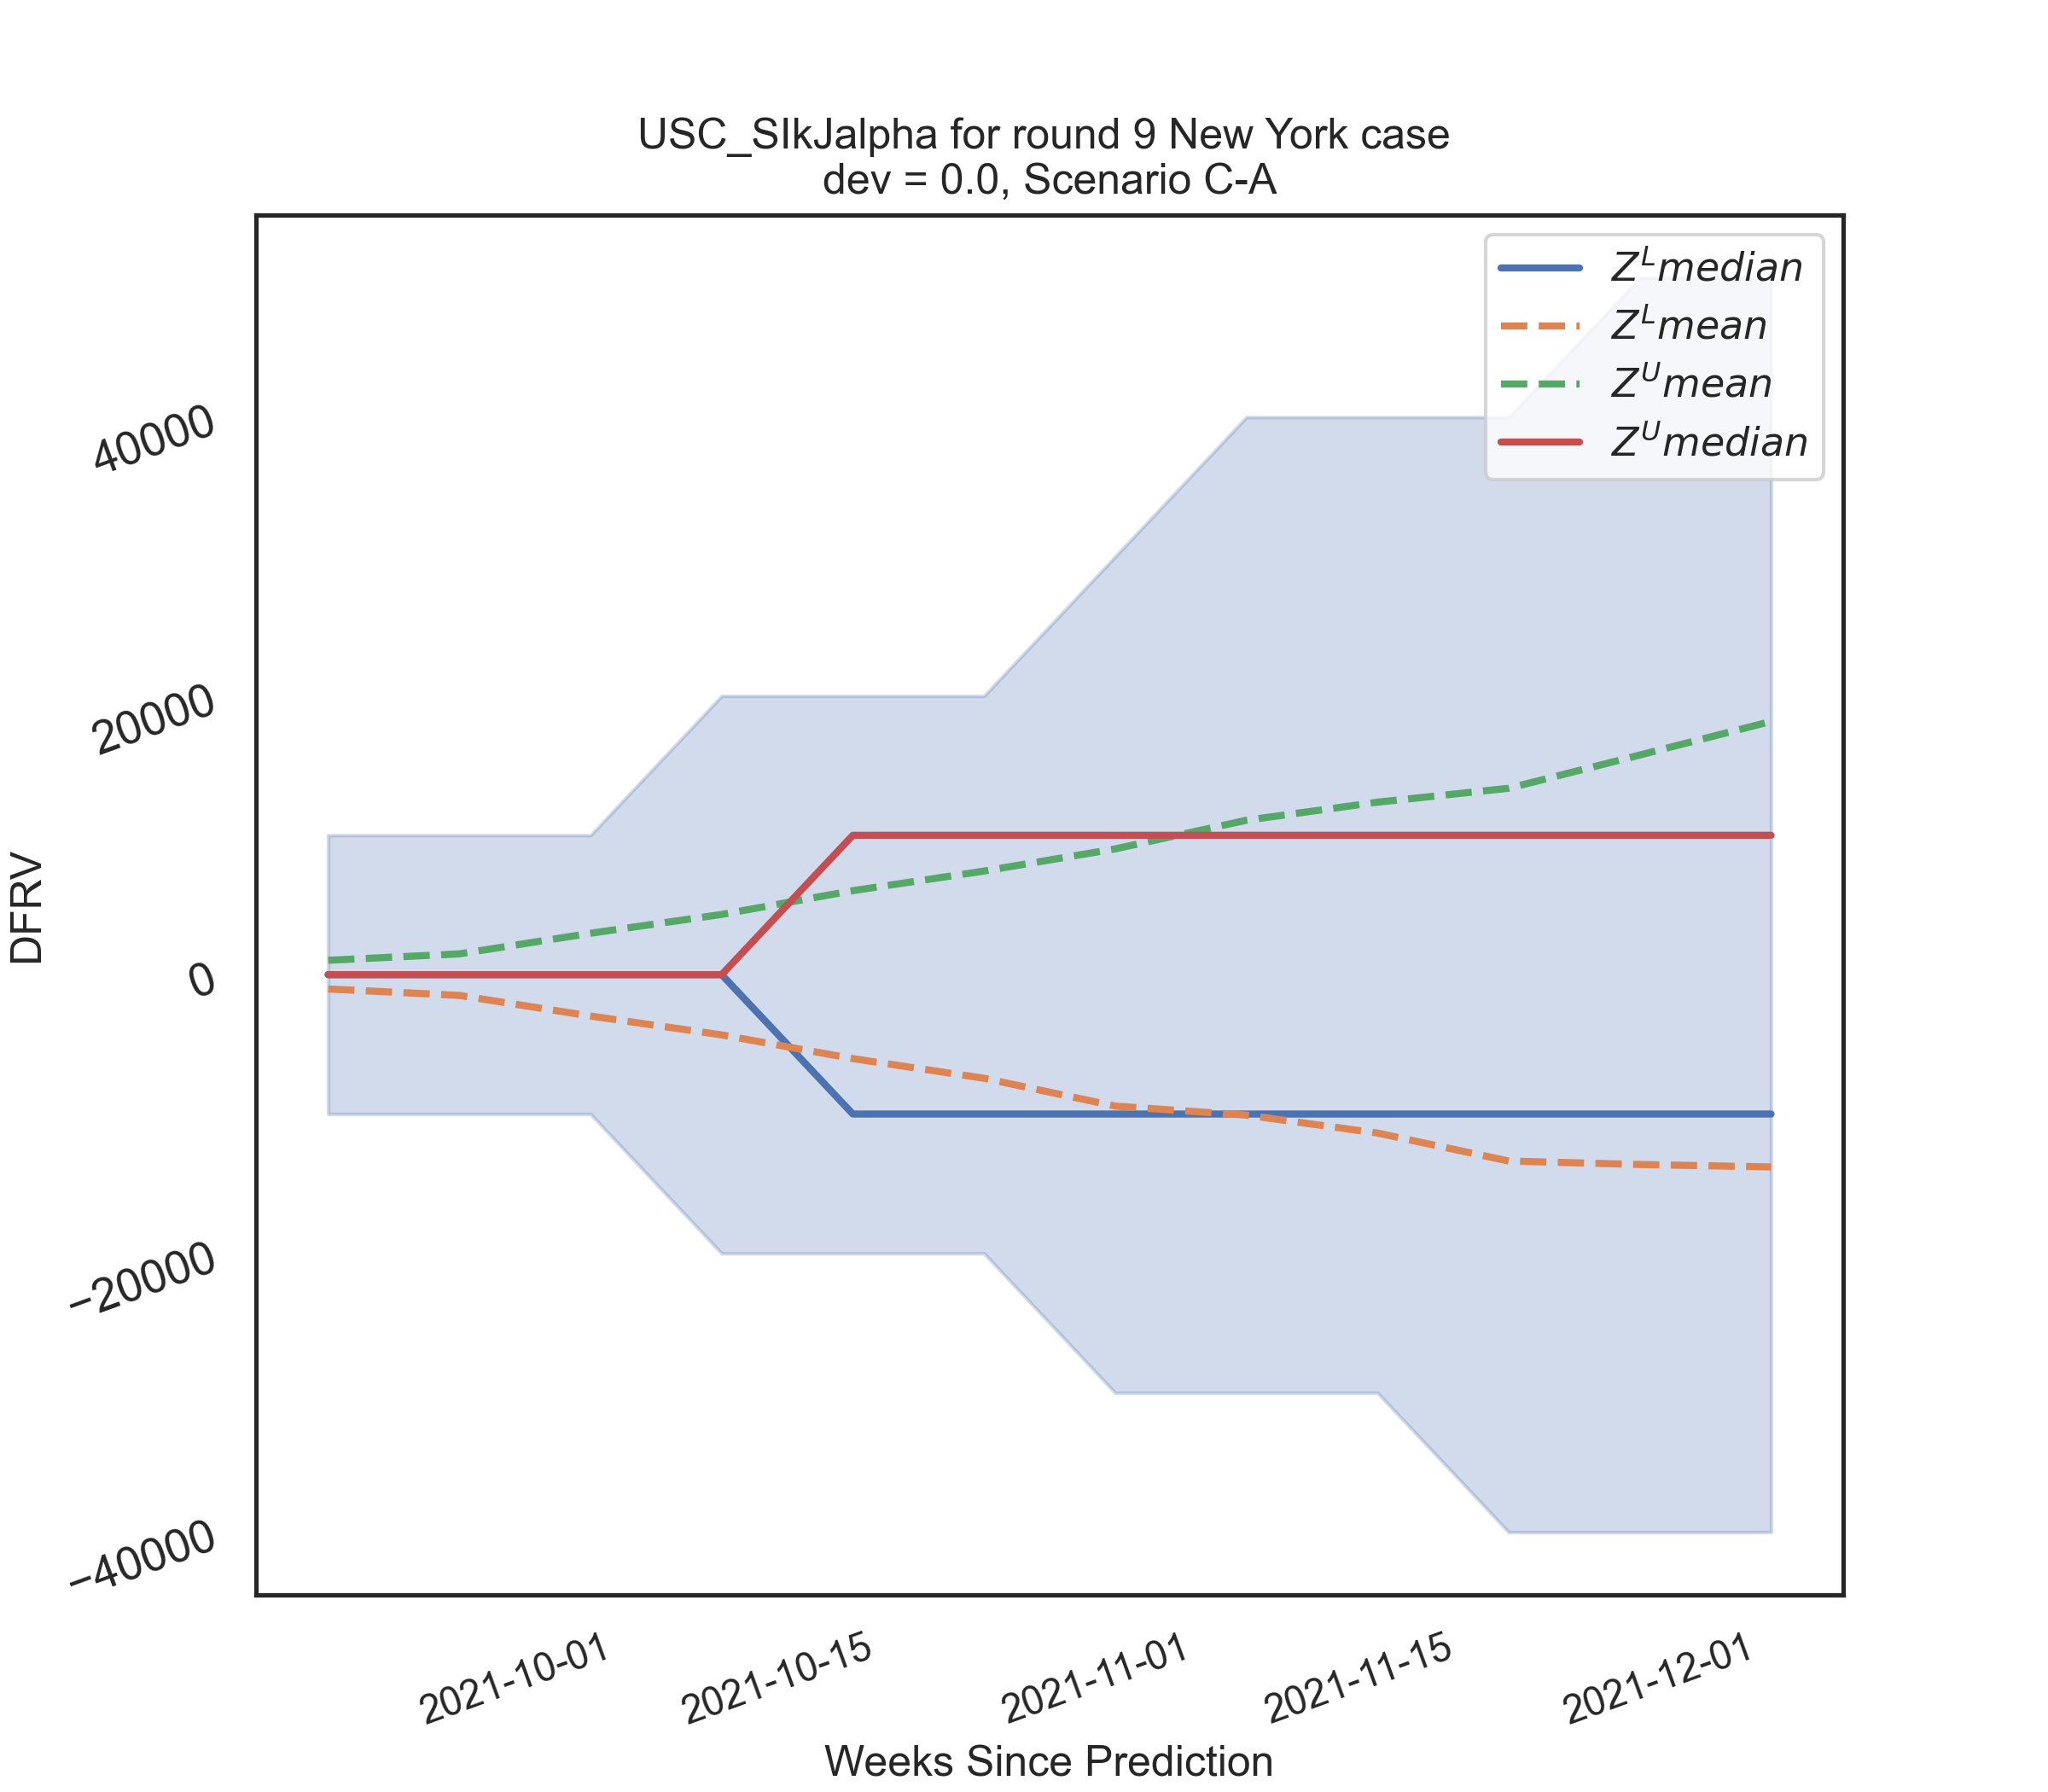 USC_SIkJalpha for round 9 New York case
dev = 0.0, Scenario C-A
Z^L median
Z^L mean
Z^U mean
Z^U median
DFRV
40000
20000
0
−20000
−40000
2021-10-01
2021-10-15
2021-11-01
2021-11-15
2021-12-01
Weeks Since Prediction